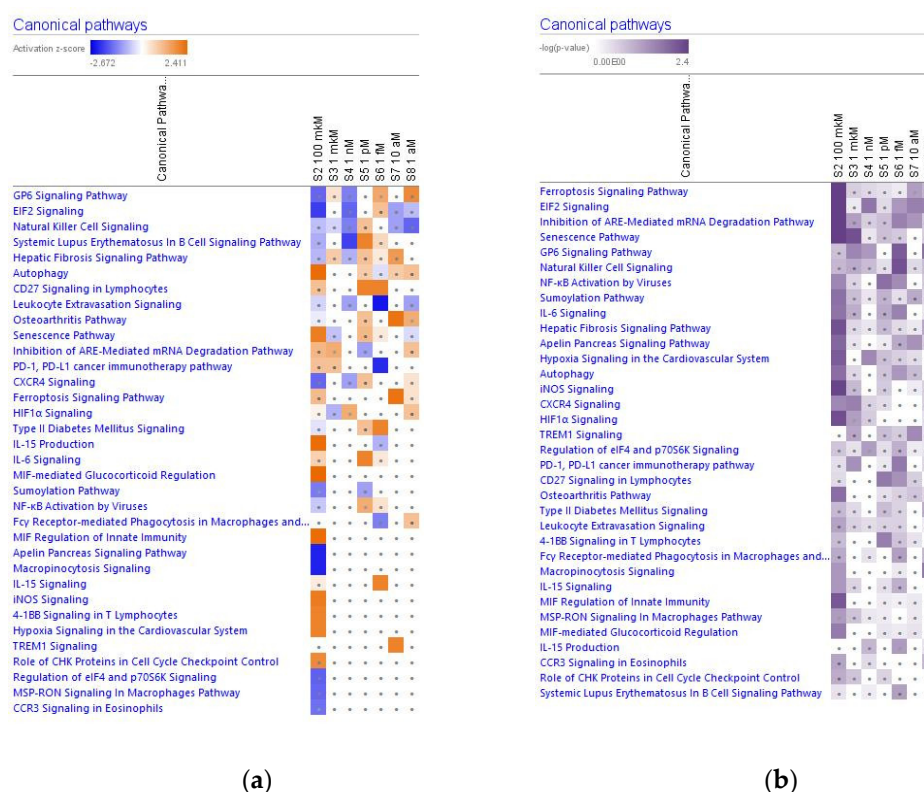 Canonical pathways
Activation z-score
-2.672 2.411
Canonical Pathwa...
S2 100 mkM
S3 1 mkM
S4 1 nM
S5 1 pM
S6 1 fM
S7 10 aM
S8 1 aM
GP6 Signaling Pathway
EIF2 Signaling
Natural Killer Cell Signaling
Systemic Lupus Erythematosus In B Cell Signaling Pathway
Hepatic Fibrosis Signaling Pathway
Autophagy
CD27 Signaling in Lymphocytes
Leukocyte Extravasation Signaling
Osteoarthritis Pathway
Senescence Pathway
Inhibition of ARE-Mediated mRNA Degradation Pathway
PD-1, PD-L1 cancer immunotherapy pathway
CXCR4 Signaling
Ferroptosis Signaling Pathway
HIF1α Signaling
Type II Diabetes Mellitus Signaling
IL-15 Production
IL-6 Signaling
MIF-mediated Glucocorticoid Regulation
Sumoylation Pathway
NF-κB Activation by Viruses
Fcγ Receptor-mediated Phagocytosis in Macrophages and...
MIF Regulation of Innate Immunity
Apelin Pancreas Signaling Pathway
Macropinocytosis Signaling
IL-15 Signaling
iNOS Signaling
4-1BB Signaling in T Lymphocytes
Hypoxia Signaling in the Cardiovascular System
TREM1 Signaling
Role of CHK Proteins in Cell Cycle Checkpoint Control
Regulation of eIF4 and p70S6K Signaling
MSP-RON Signaling In Macrophages Pathway
CCR3 Signaling in Eosinophils
(a)
Canonical pathways
-log(p-value)
0.00E00 2.4
Canonical Pathwa...
S2 100 mkM
S3 1 mkM
S4 1 nM
S5 1 pM
S6 1 fM
S7 10 aM
Ferroptosis Signaling Pathway
EIF2 Signaling
Inhibition of ARE-Mediated mRNA Degradation Pathway
Senescence Pathway
GP6 Signaling Pathway
Natural Killer Cell Signaling
NF-κB Activation by Viruses
Sumoylation Pathway
IL-6 Signaling
Hepatic Fibrosis Signaling Pathway
Apelin Pancreas Signaling Pathway
Hypoxia Signaling in the Cardiovascular System
Autophagy
iNOS Signaling
CXCR4 Signaling
HIF1α Signaling
TREM1 Signaling
Regulation of eIF4 and p70S6K Signaling
PD-1, PD-L1 cancer immunotherapy pathway
CD27 Signaling in Lymphocytes
Osteoarthritis Pathway
Type II Diabetes Mellitus Signaling
Leukocyte Extravasation Signaling
4-1BB Signaling in T Lymphocytes
Fcγ Receptor-mediated Phagocytosis in Macrophages and...
Macropinocytosis Signaling
IL-15 Signaling
MIF Regulation of Innate Immunity
MSP-RON Signaling In Macrophages Pathway
MIF-mediated Glucocorticoid Regulation
IL-15 Production
CCR3 Signaling in Eosinophils
Role of CHK Proteins in Cell Cycle Checkpoint Control
Systemic Lupus Erythematosus In B Cell Signaling Pathway
(b)